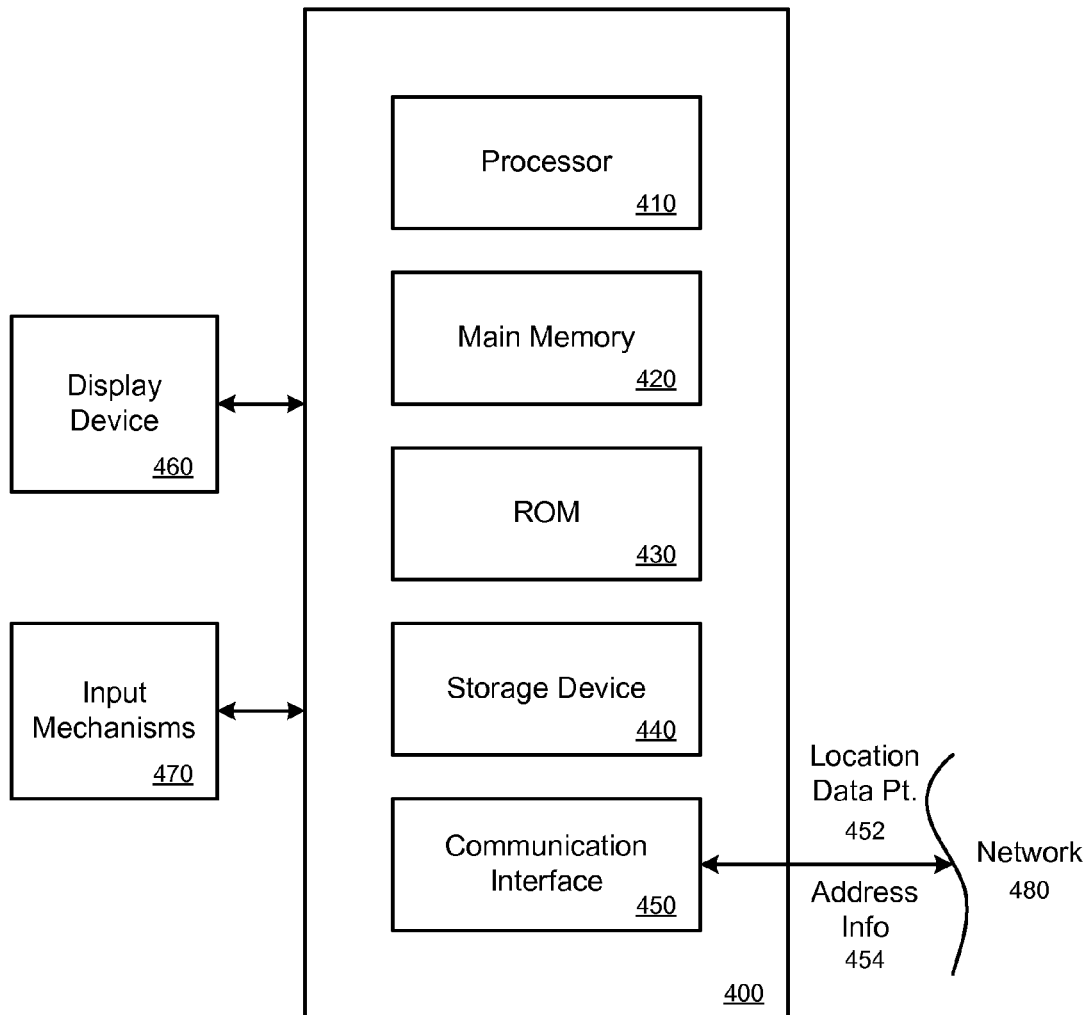 Processor
410
Main Memory
420
Display
Device
460
ROM
430
Input
Mechanisms
470
Storage Device
440
Location
Data Pt.
452
Communication
Interface
450
Network
480
Address
Info
454
400